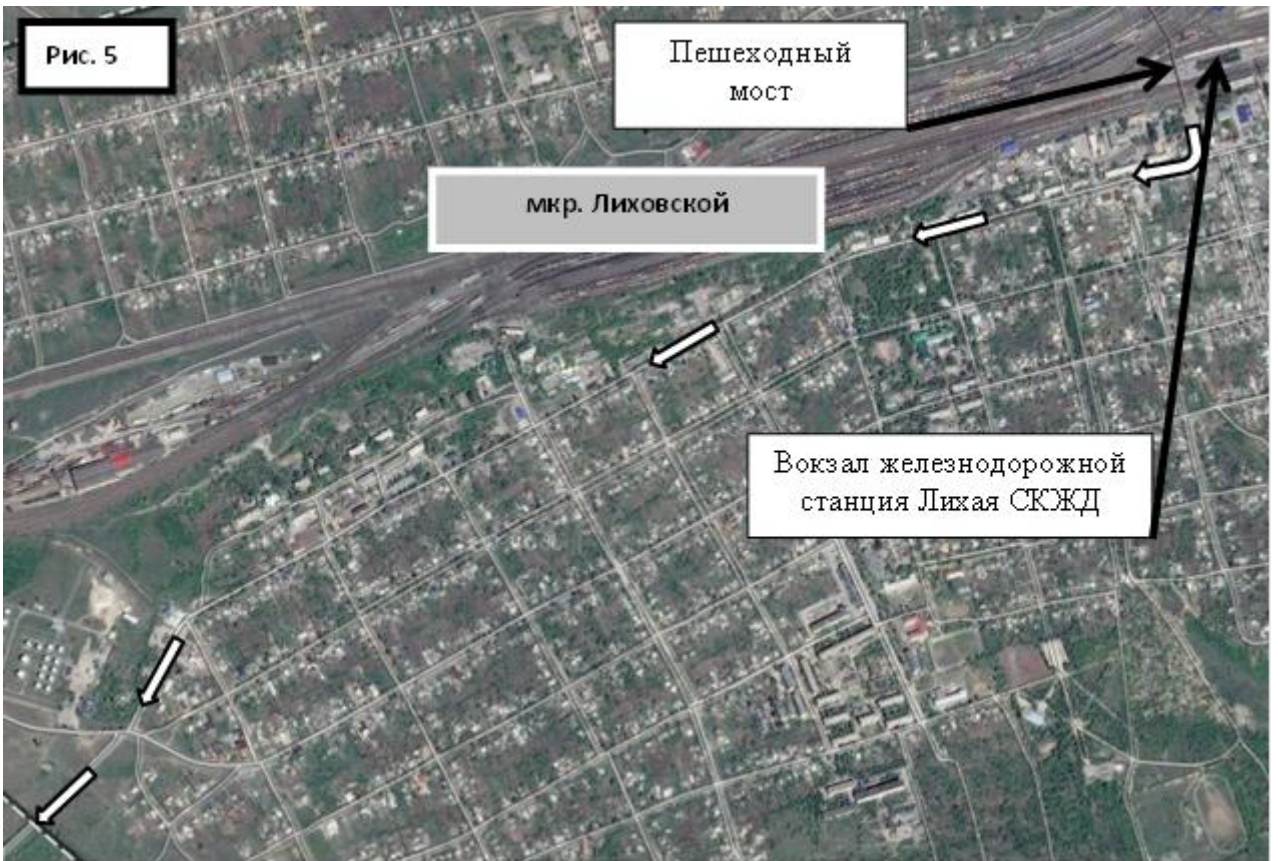 Рис. 5
Пешеходный
мост
мкр. Лиховской
Вокзал железнодорожной
станция Лихая СКЖД